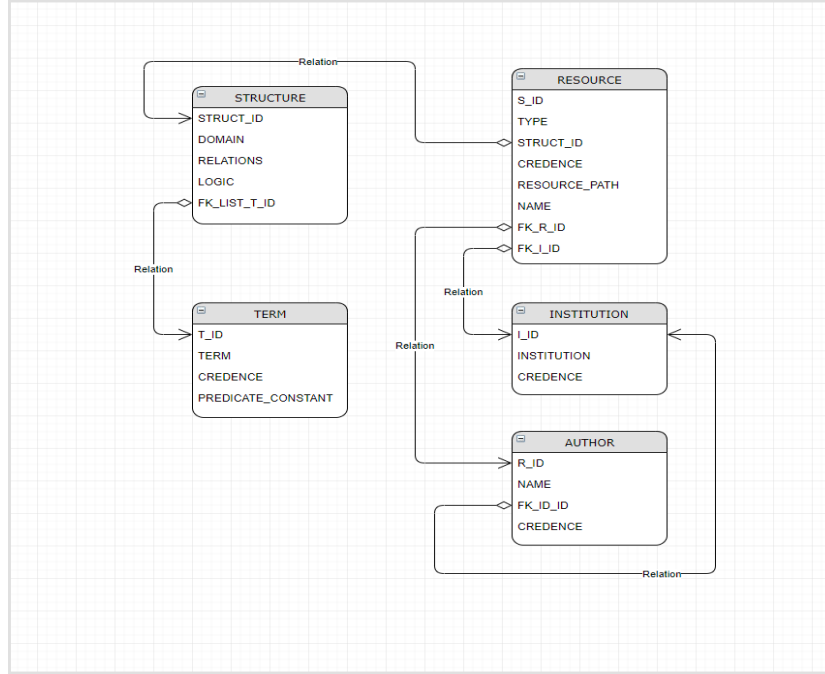 Relation
STRUCTURE
STRUCT_ID
DOMAIN
RELATIONS
LOGIC
FK_LIST_T_ID
RESOURCE
S_ID
TYPE
STRUCT_ID
CREDENCE
RESOURCE_PATH
NAME
FK_R_ID
FK_I_ID
Relation
Relation
Relation
TERM
T_ID
TERM
CREDENCE
PREDICATE_CONSTANT
INSTITUTION
I_ID
INSTITUTION
CREDENCE
AUTHOR
R_ID
NAME
FK_ID_ID
CREDENCE
Relation